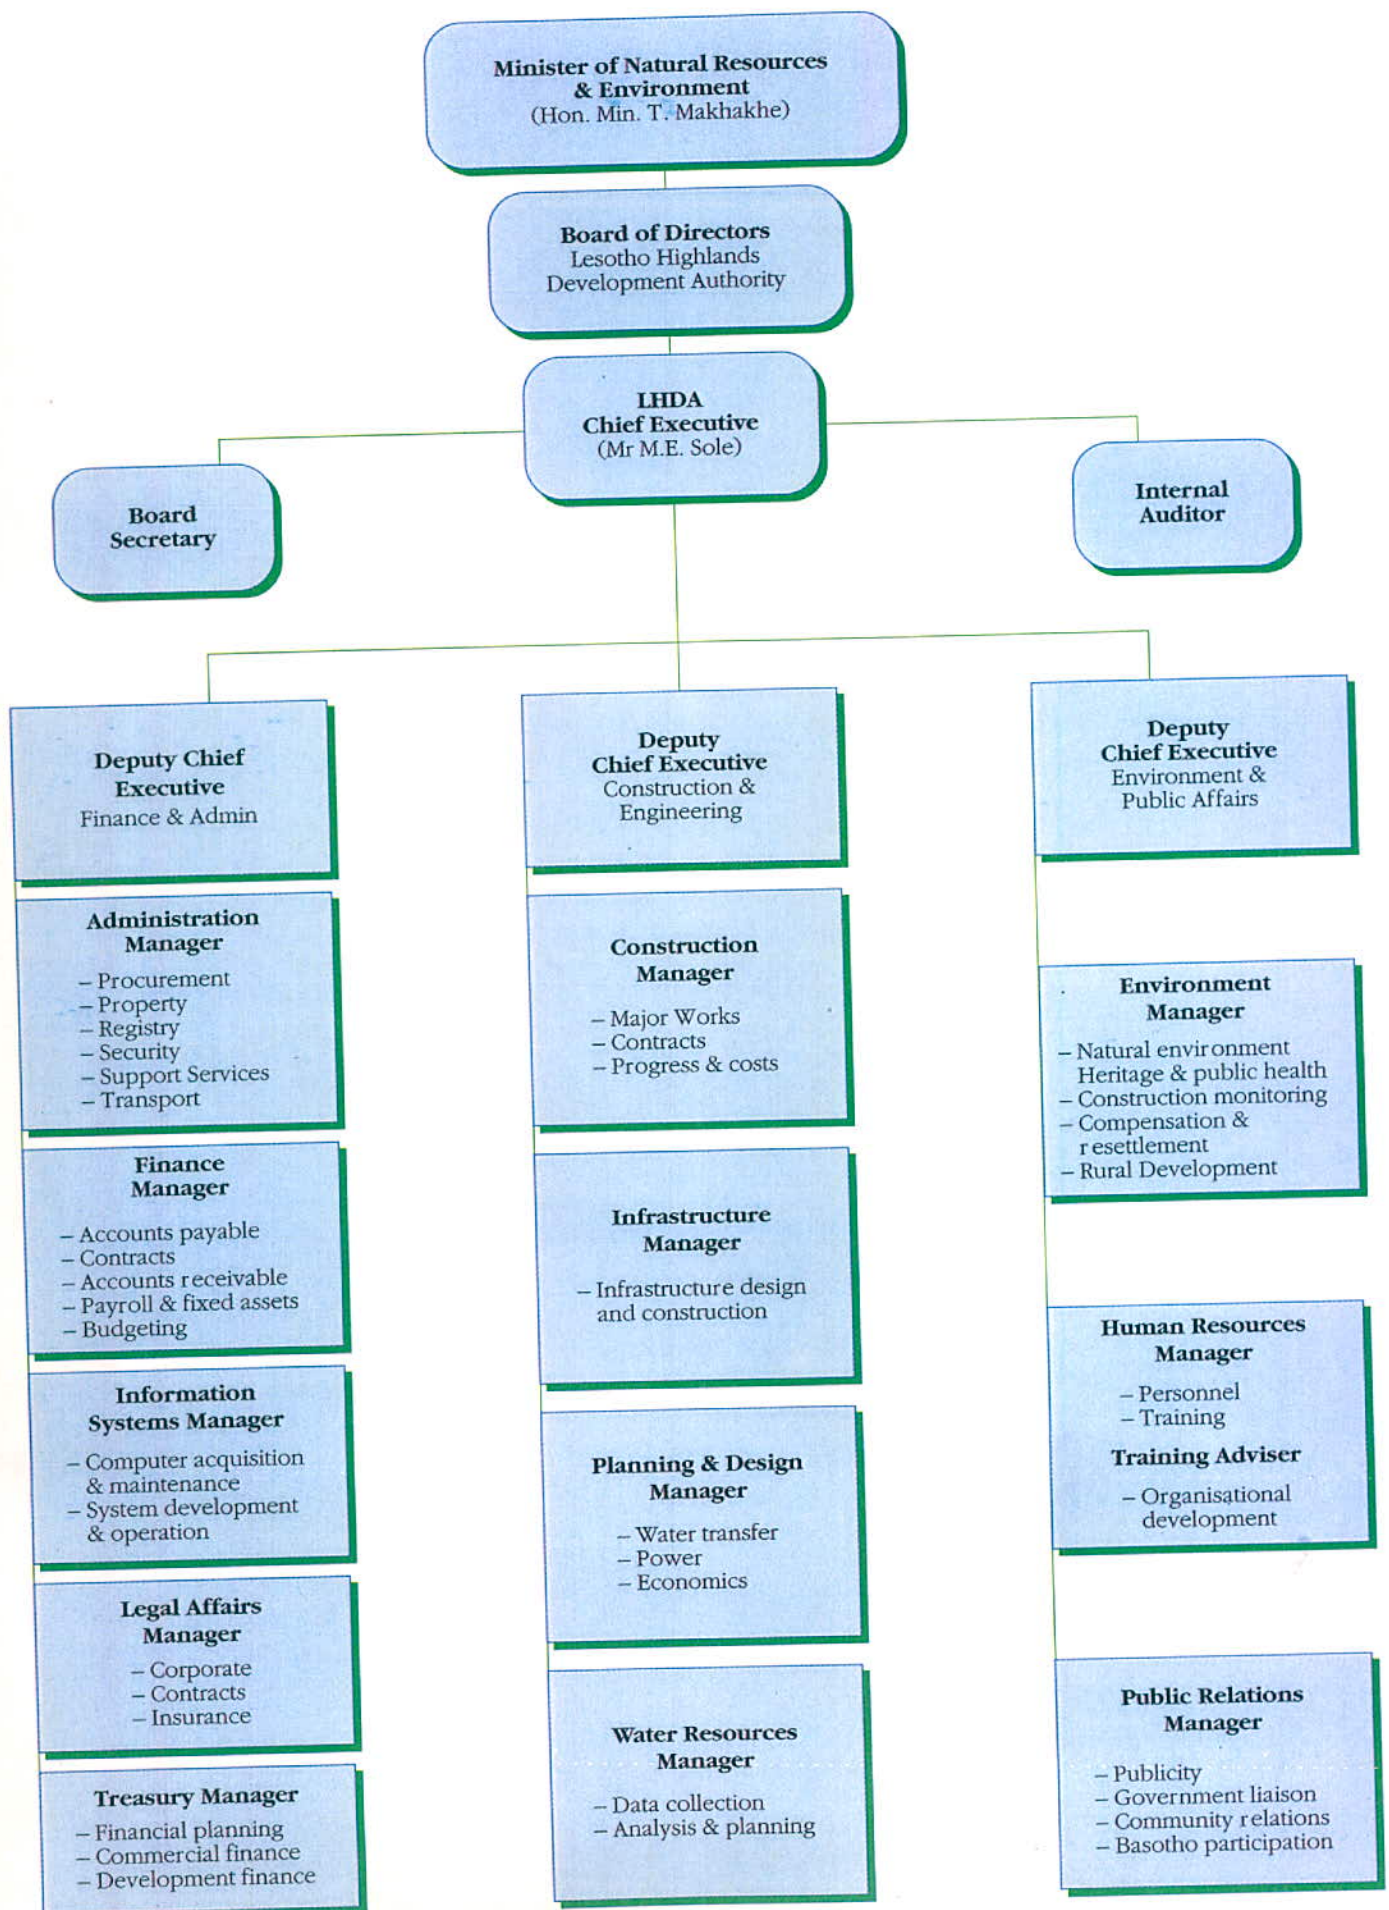 Minister of Natural Resources
& Environment
(Hon. Min. T. Makhakhe)
Board of Directors
Lesotho Highlands
Development Authority
LHDA
Chief Executive
(Mr M.E. Sole)
Board
Secretary
Internal
Auditor
Deputy Chief
Executive
Finance & Admin
Administration
Manager
– Procurement
– Property
– Registry
– Security
– Support Services
– Transport
Finance
Manager
– Accounts payable
– Contracts
– Accounts receivable
– Payroll & fixed assets
– Budgeting
Information
Systems Manager
– Computer acquisition
& maintenance
– System development
& operation
Legal Affairs
Manager
– Corporate
– Contracts
– Insurance
Treasury Manager
– Financial planning
– Commercial finance
– Development finance
Deputy
Chief Executive
Construction &
Engineering
Construction
Manager
– Major Works
– Contracts
– Progress & costs
Infrastructure
Manager
– Infrastructure design
and construction
Planning & Design
Manager
– Water transfer
– Power
– Economics
Water Resources
Manager
– Data collection
– Analysis & planning
Deputy
Chief Executive
Environment &
Public Affairs
Environment
Manager
– Natural environment
Heritage & public health
– Construction monitoring
– Compensation &
resettlement
– Rural Development
Human Resources
Manager
– Personnel
– Training
Training Adviser
– Organisational
development
Public Relations
Manager
– Publicity
– Government liaison
– Community relations
– Basotho participation